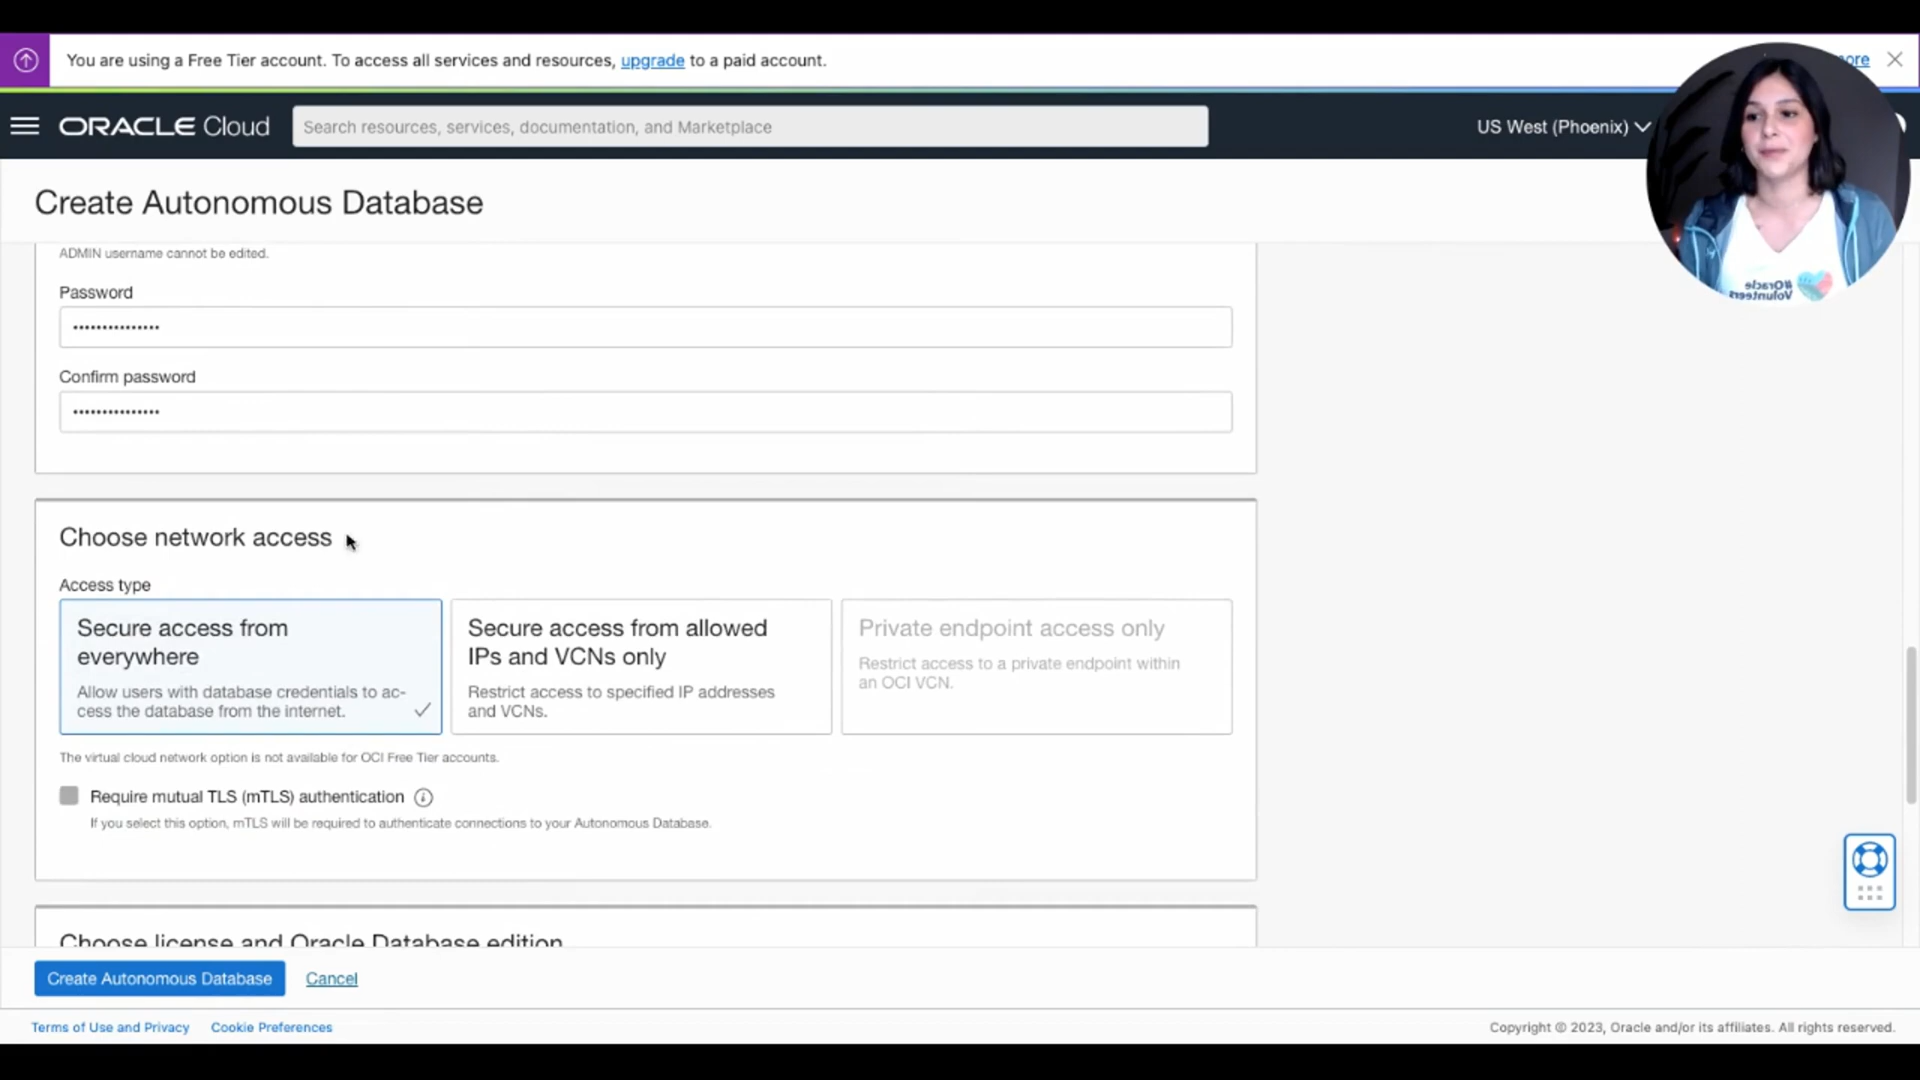 You are using a Free Tier account. To access all services and resources, upgrade to a paid account.
ore
ORACLE Cloud
Search resources, services, documentation, and Marketplace
US West (Phoenix)
Create Autonomous Database
#Oracle
Volunteers
ADMIN username cannot be edited.
Password
•••••••••••••••
Confirm password
•••••••••••••••
Choose network access
Access type
Secure access from
everywhere
Allow users with database credentials to ac-
cess the database from the internet.
Secure access from allowed
IPs and VCNs only
Restrict access to specified IP addresses
and VCNs.
Private endpoint access only
Restrict access to a private endpoint within
an OCI VCN.
The virtual cloud network option is not available for OCI Free Tier accounts.
Require mutual TLS (mTLS) authentication
If you select this option, mTLS will be required to authenticate connections to your Autonomous Database.
Choose license and Oracle Database edition
Create Autonomous Database
Cancel
Terms of Use and Privacy
Cookie Preferences
Copyright © 2023, Oracle and/or its affiliates. All rights reserved.